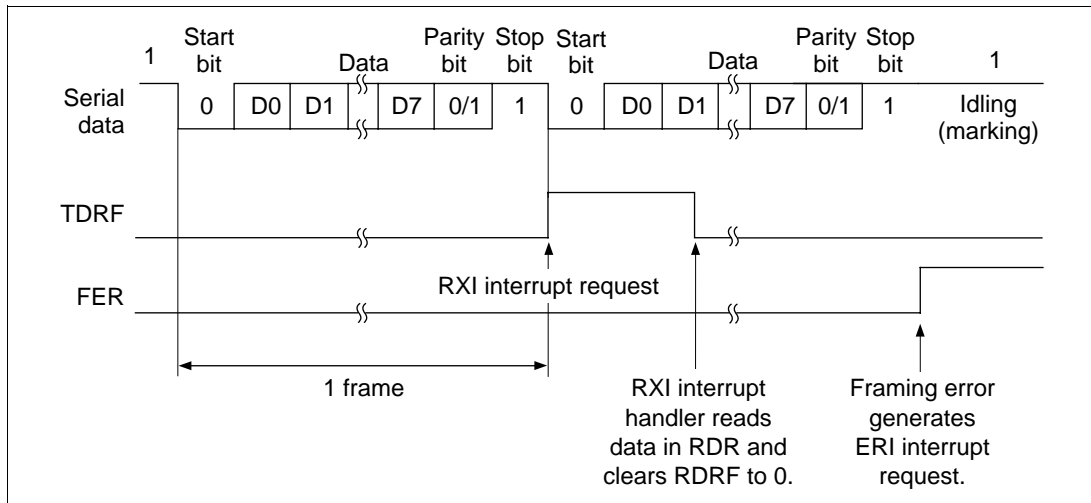 1
Start bit
Data
Parity bit
Stop bit
Start bit
Data
Parity bit
Stop bit
1
Serial data
0 D0 D1 D7 0/1 1 0 D0 D1 D7 0/1 1
Idling (marking)
TDRF
RXI interrupt request
FER
1 frame
RXI interrupt
handler reads
data in RDR and
clears RDRF to 0.
Framing error
generates
ERI interrupt
request.